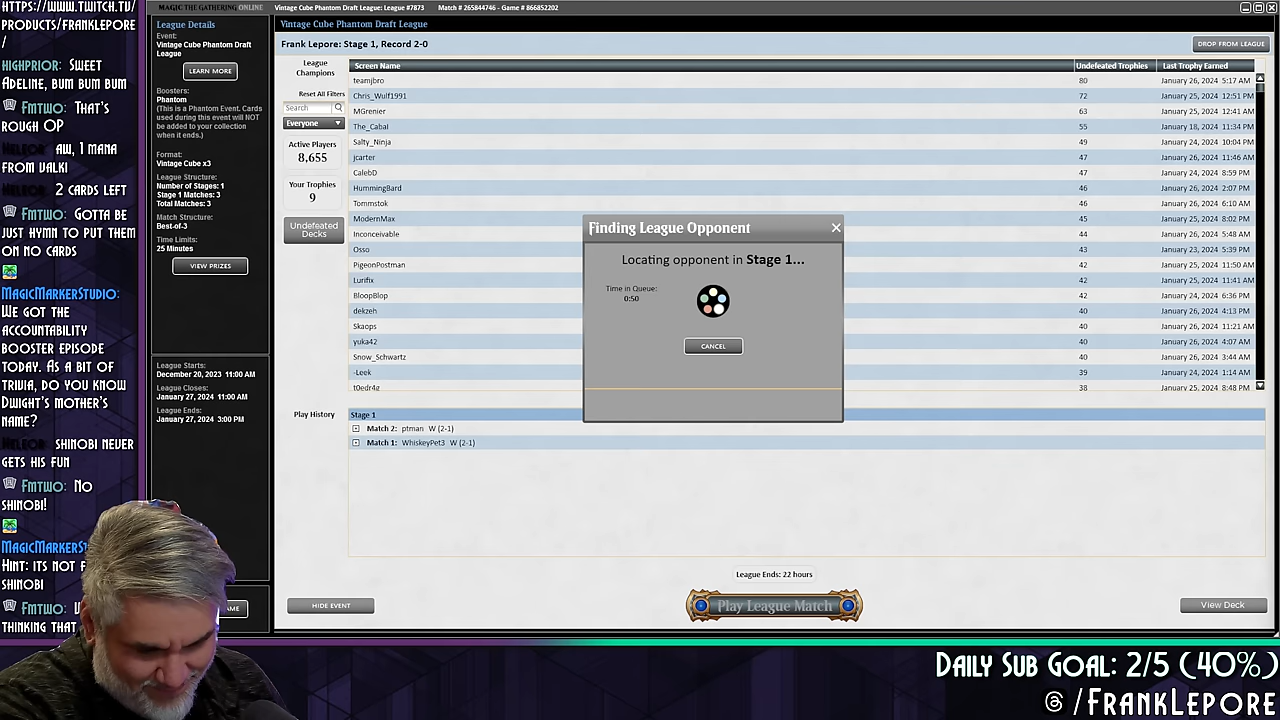 https://www.twitch.tv/
products/franklepore
/
highprior: Sweet
Adeline, bum bum bum
Fmtwo: That's
rough OP
aw, 1 mana
from valki
2 cards left
Fmtwo: Gotta be
just hymn to put them
on no cards
MagicMarkerStudio:
We got the
accountability
booster episode
today. As a bit of
trivia, do you know
Dwight's mother's
name?
shinobi never
gets his fun
Fmtwo: No
shinobi!
MagicMarkerSt
Hint: its not
shinobi
Fmtwo:
thinking that
MAGIC THE GATHERING ONLINE
Vintage Cube Phantom Draft League: League #7873 Match # 265844746 - Game # 866852202
League Details
Event:
Vintage Cube Phantom Draft
League
LEARN MORE
Boosters:
Phantom
(This is a Phantom Event. Cards
used during this event will NOT
be added to your collection
when it ends.)
Format:
Vintage Cube x3
League Structure:
Number of Stages: 1
Stage 1 Matches: 3
Total Matches: 3
Match Structure:
Best-of-3
Time Limits:
25 Minutes
VIEW PRIZES
League Starts:
December 20, 2023 11:00 AM
League Closes:
January 27, 2024 11:00 AM
League Ends:
January 27, 2024 3:00 PM
Vintage Cube Phantom Draft League
Frank Lepore: Stage 1, Record 2-0
DROP FROM LEAGUE
League
Champions
Reset All Filters
Search
Everyone
Active Players
8,655
Your Trophies
9
Undefeated
Decks
Screen Name Undefeated Trophies Last Trophy Earned
teamjbro 80 January 26, 2024 5:17 AM
Chris_Wulf1991 72 January 25, 2024 12:51 PM
MGrenier 63 January 25, 2024 12:41 AM
The_Cabal 55 January 18, 2024 11:34 PM
Salty_Ninja 49 January 24, 2024 10:04 PM
jcarter 47 January 26, 2024 11:46 AM
CalebD 47 January 24, 2024 8:59 PM
HummingBard 46 January 26, 2024 2:07 PM
Tommstok 46 January 26, 2024 6:10 AM
ModernMax 45 January 25, 2024 8:02 PM
Inconceivable 44 January 26, 2024 5:48 AM
Osso 43 January 23, 2024 5:39 PM
PigeonPostman 42 January 25, 2024 11:50 AM
Lurifix 42 January 25, 2024 11:41 AM
BloopBlop 42 January 24, 2024 6:36 PM
dekzeh 40 January 26, 2024 4:13 PM
Skaops 40 January 26, 2024 11:21 AM
yuka42 40 January 26, 2024 4:07 AM
Snow_Schwartz 40 January 26, 2024 3:44 AM
-Leek 39 January 24, 2024 1:14 AM
t0edr4g 38 January 25, 2024 8:48 PM
Finding League Opponent
Locating opponent in Stage 1...
Time in Queue:
0:50
CANCEL
Play History
Stage 1
Match 2: ptman W (2-1)
Match 1: WhiskeyPet3 W (2-1)
League Ends: 22 hours
HIDE EVENT
Play League Match
View Deck
Daily Sub Goal: 2/5 (40%)
@/FrankLepore